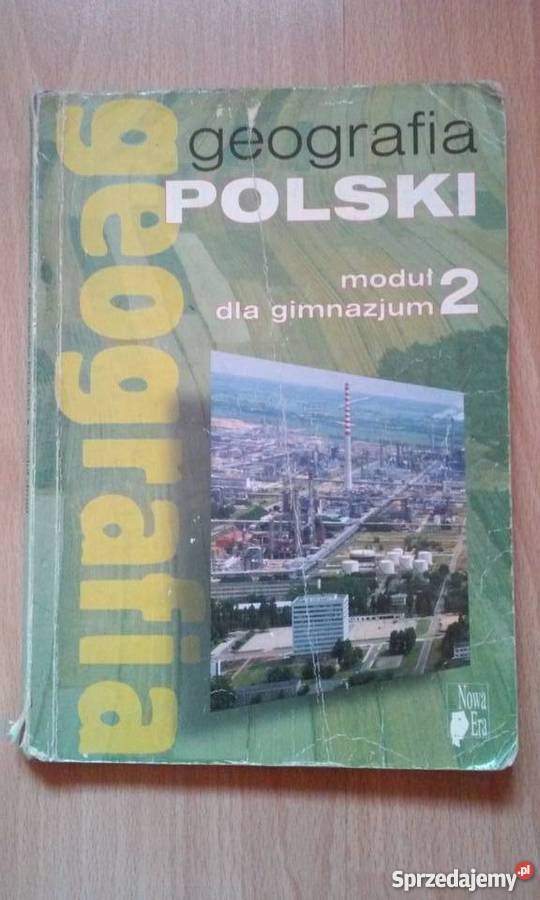 geografia
geografia
POLSKI
moduł
dla gimnazjum 2
Nowa
Era
Sprzedajemy.pl